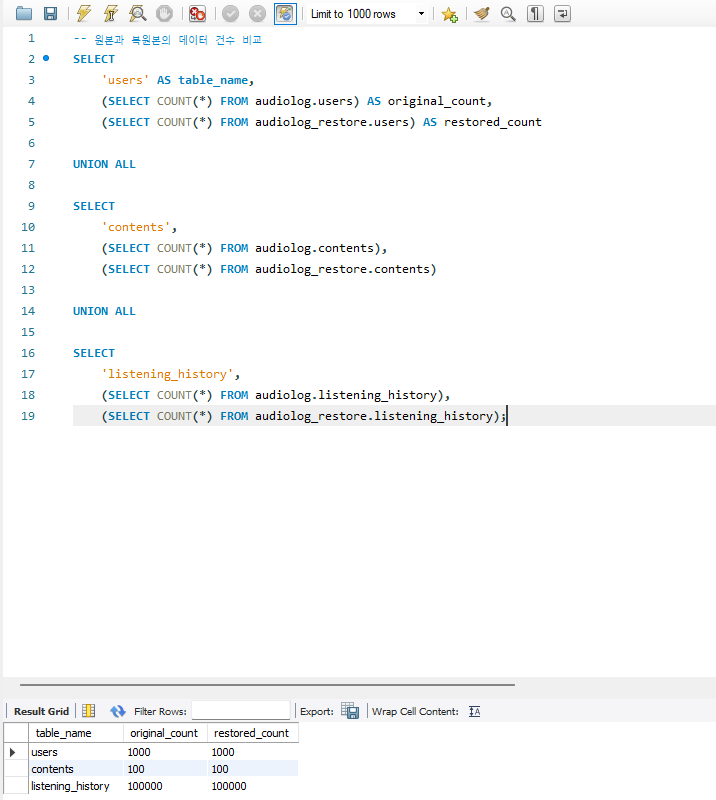 Limit to 1000 rows
1 -- 원본과 복원본의 데이터 건수 비교
2 SELECT
3 'users' AS table_name,
4 (SELECT COUNT(*) FROM audiolog.users) AS original_count,
5 (SELECT COUNT(*) FROM audiolog_restore.users) AS restored_count
6
7 UNION ALL
8
9 SELECT
10 'contents',
11 (SELECT COUNT(*) FROM audiolog.contents),
12 (SELECT COUNT(*) FROM audiolog_restore.contents)
13
14 UNION ALL
15
16 SELECT
17 'listening_history',
18 (SELECT COUNT(*) FROM audiolog.listening_history),
19 (SELECT COUNT(*) FROM audiolog_restore.listening_history);
Result Grid Filter Rows: Export: Wrap Cell Content:
table_name original_count restored_count
users 1000 1000
contents 100 100
listening_history 100000 100000